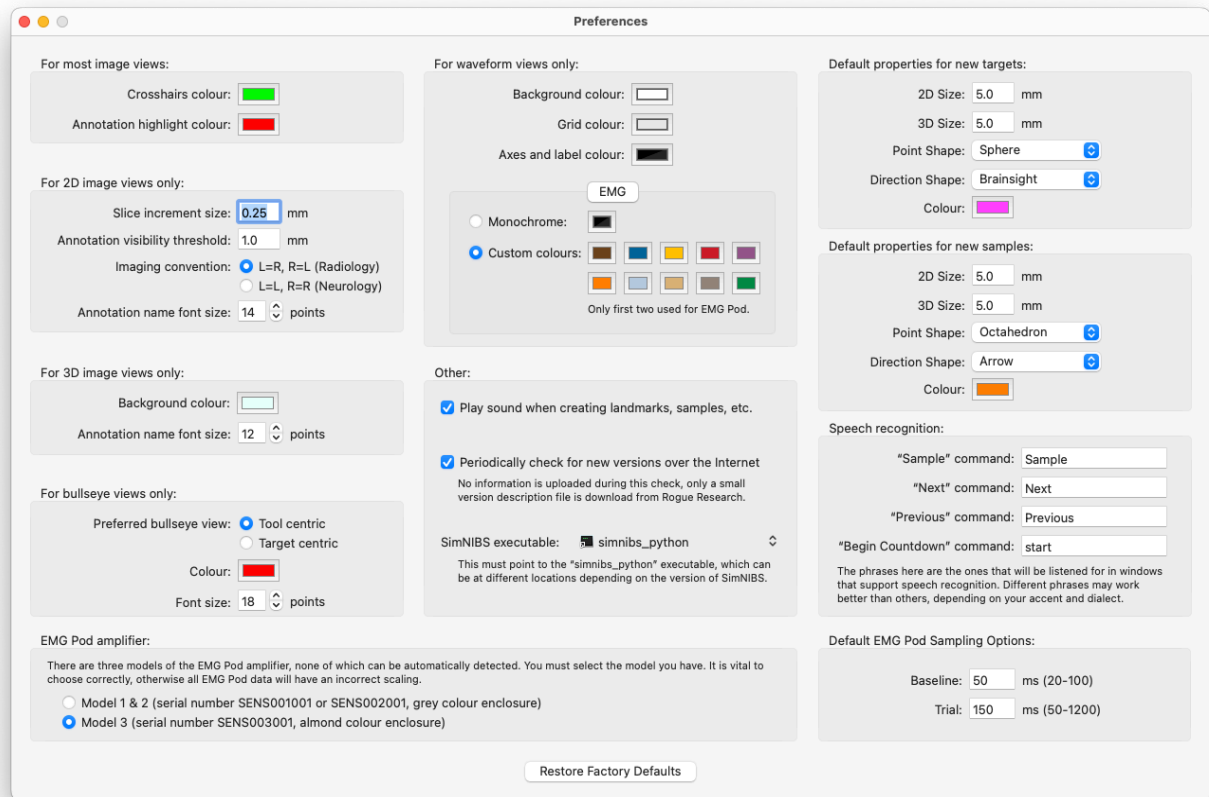 Preferences
For most image views:
Crosshairs colour:
Annotation highlight colour:
For 2D image views only:
Slice increment size: 0.25 mm
Annotation visibility threshold: 1.0 mm
Imaging convention: L=R, R=L (Radiology)
L=L, R=R (Neurology)
Annotation name font size: 14 points
For 3D image views only:
Background colour:
Annotation name font size: 12 points
For bullseye views only:
Preferred bullseye view: Tool centric
Target centric
Colour:
Font size: 18 points
For waveform views only:
Background colour:
Grid colour:
Axes and label colour:
EMG
Monochrome:
Custom colours:
Only first two used for EMG Pod.
Other:
Play sound when creating landmarks, samples, etc.
Periodically check for new versions over the Internet
No information is uploaded during this check, only a small
version description file is download from Rogue Research.
SimNIBS executable: simnibs_python
This must point to the “simnibs_python” executable, which can
be at different locations depending on the version of SimNIBS.
Default properties for new targets:
2D Size: 5.0 mm
3D Size: 5.0 mm
Point Shape: Sphere
Direction Shape: Brainsight
Colour:
Default properties for new samples:
2D Size: 5.0 mm
3D Size: 5.0 mm
Point Shape: Octahedron
Direction Shape: Arrow
Colour:
Speech recognition:
“Sample” command: Sample
“Next” command: Next
“Previous” command: Previous
“Begin Countdown” command: start
The phrases here are the ones that will be listened for in windows
that support speech recognition. Different phrases may work
better than others, depending on your accent and dialect.
EMG Pod amplifier:
There are three models of the EMG Pod amplifier, none of which can be automatically detected. You must select the model you have. It is vital to
choose correctly, otherwise all EMG Pod data will have an incorrect scaling.
Model 1 & 2 (serial number SENS001001 or SENS002001, grey colour enclosure)
Model 3 (serial number SENS003001, almond colour enclosure)
Default EMG Pod Sampling Options:
Baseline: 50 ms (20-100)
Trial: 150 ms (50-1200)
Restore Factory Defaults